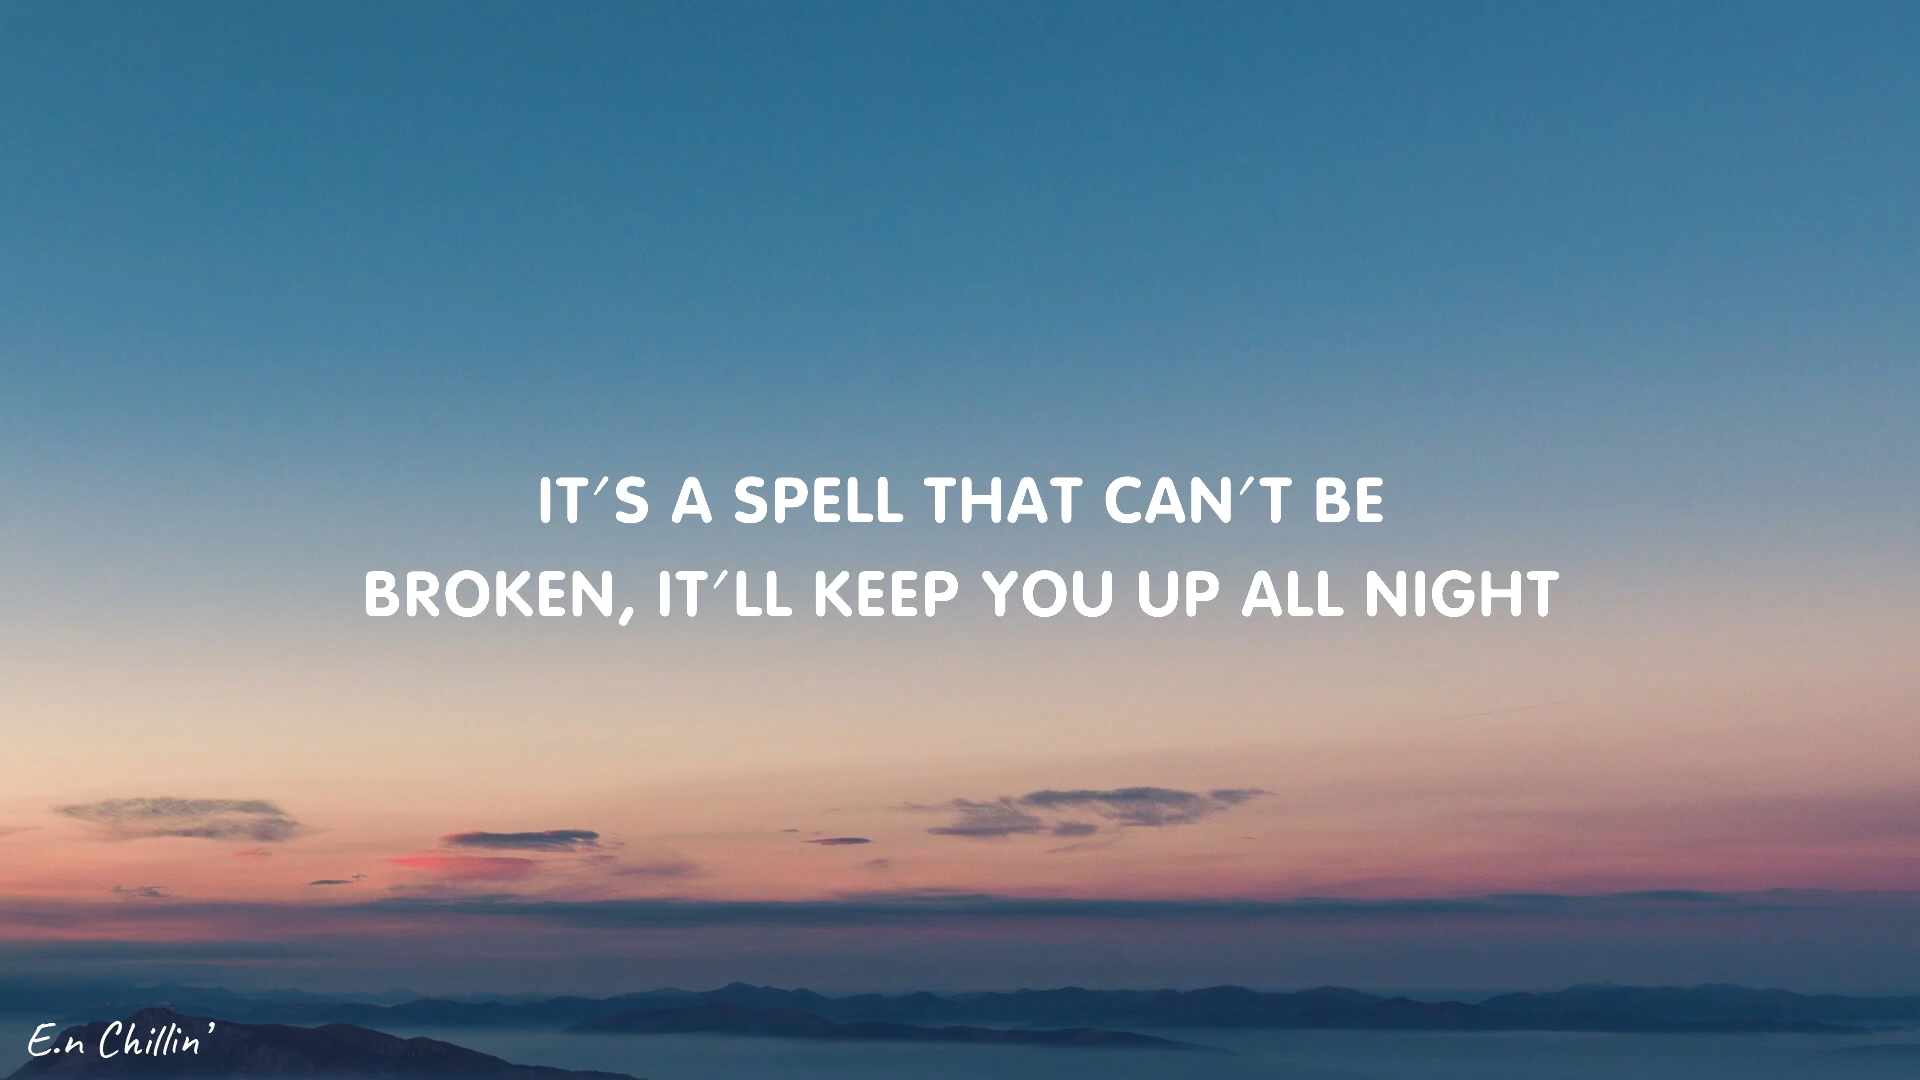 IT'S A SPELL THAT CAN'T BE
BROKEN, IT'LL KEEP YOU UP ALL NIGHT
E.n Chillin'